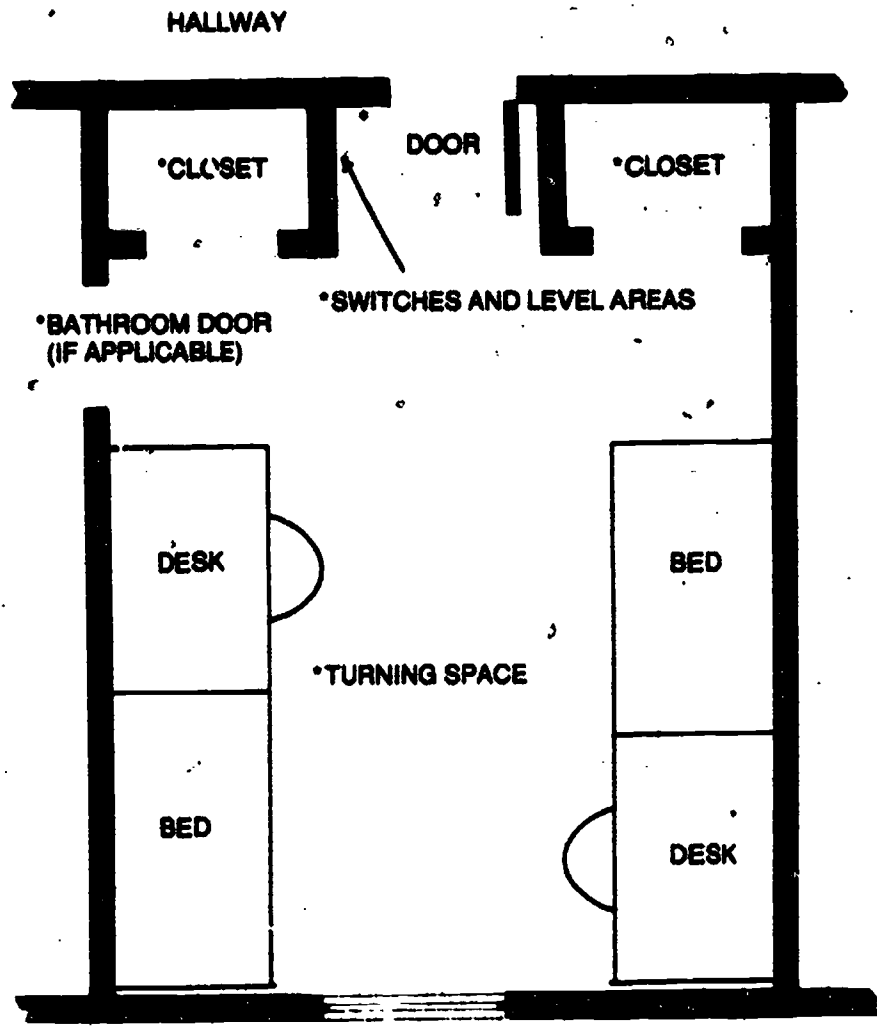 HALLWAY
DOOR
*CLOSET
*CLOSET
*SWITCHES AND LEVEL AREAS
*BATHROOM DOOR
(IF APPLICABLE)
DESK
BED
*TURNING SPACE
BED
DESK